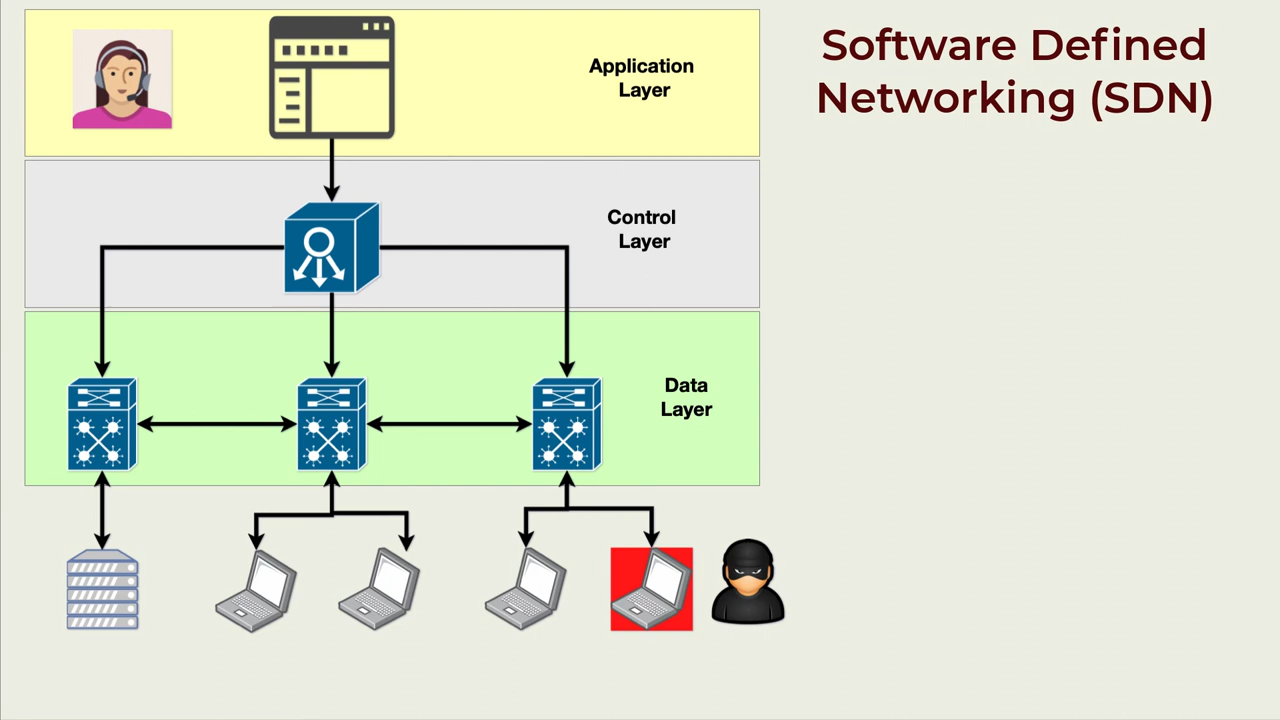 Software Defined
Networking (SDN)
Application
Layer
Control
Layer
Data
Layer